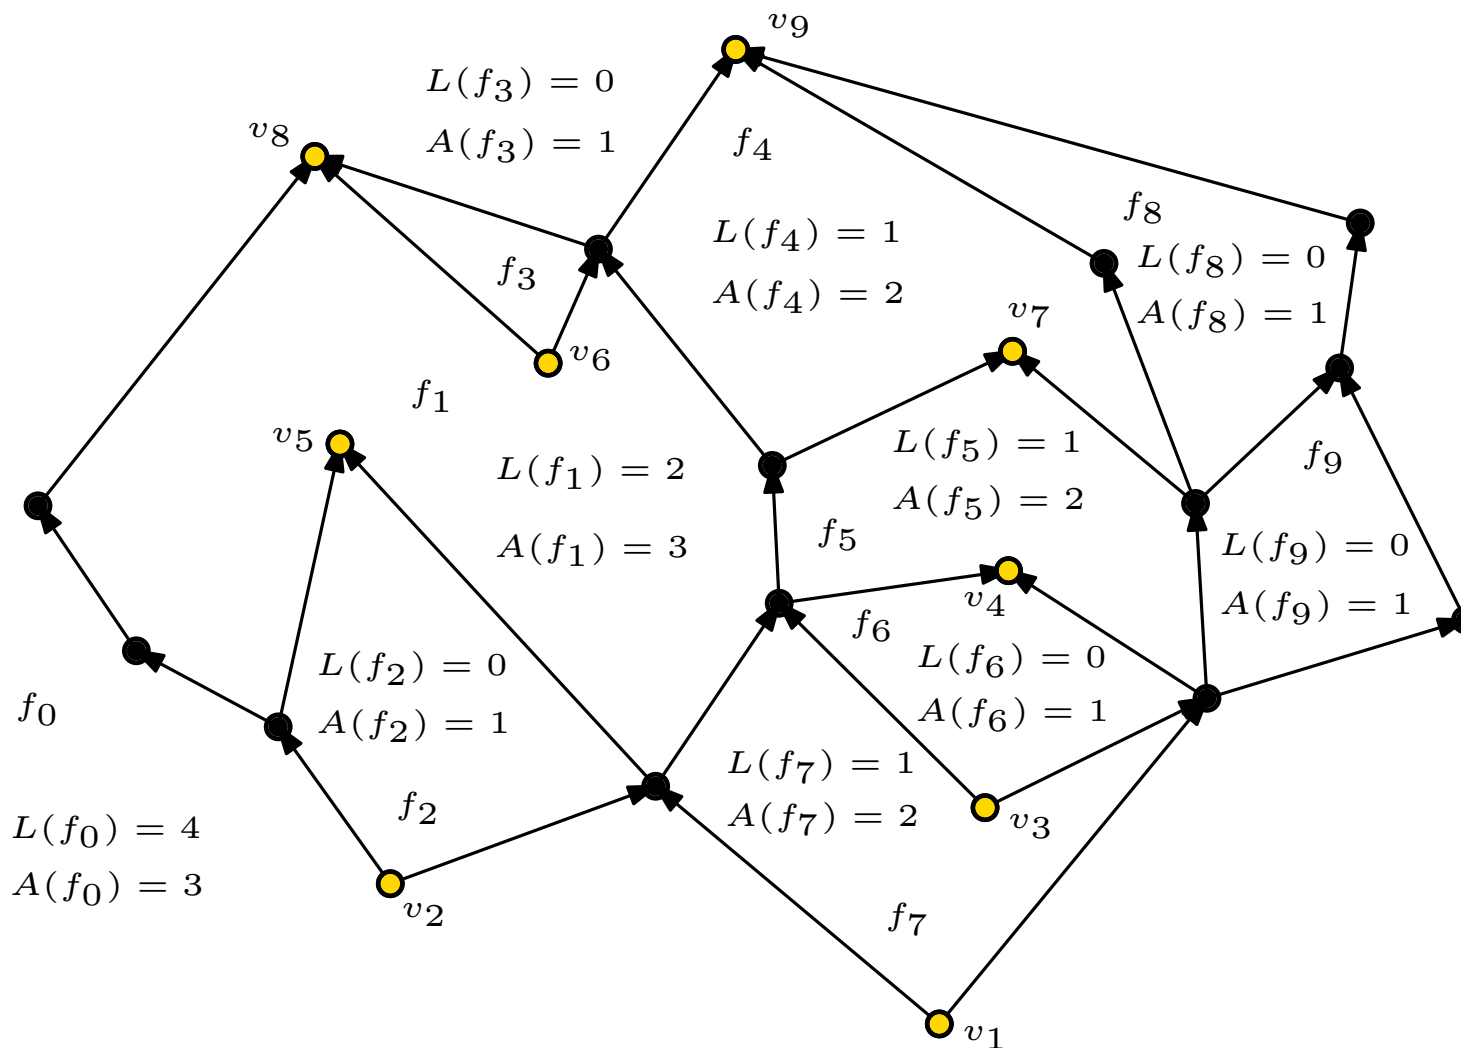 v9
L(f3) = 0
v8
A(f3) = 1
f4
f8
L(f4) = 1
L(f8) = 0
f3
A(f4) = 2
A(f8) = 1
v7
v6
f1
v5
L(f5) = 1
f9
L(f1) = 2
A(f5) = 2
f5
A(f1) = 3
L(f9) = 0
v4
A(f9) = 1
f6
L(f2) = 0
L(f6) = 0
f0
A(f2) = 1
A(f6) = 1
L(f7) = 1
f2
A(f7) = 2
v3
L(f0) = 4
A(f0) = 3
v2
f7
v1